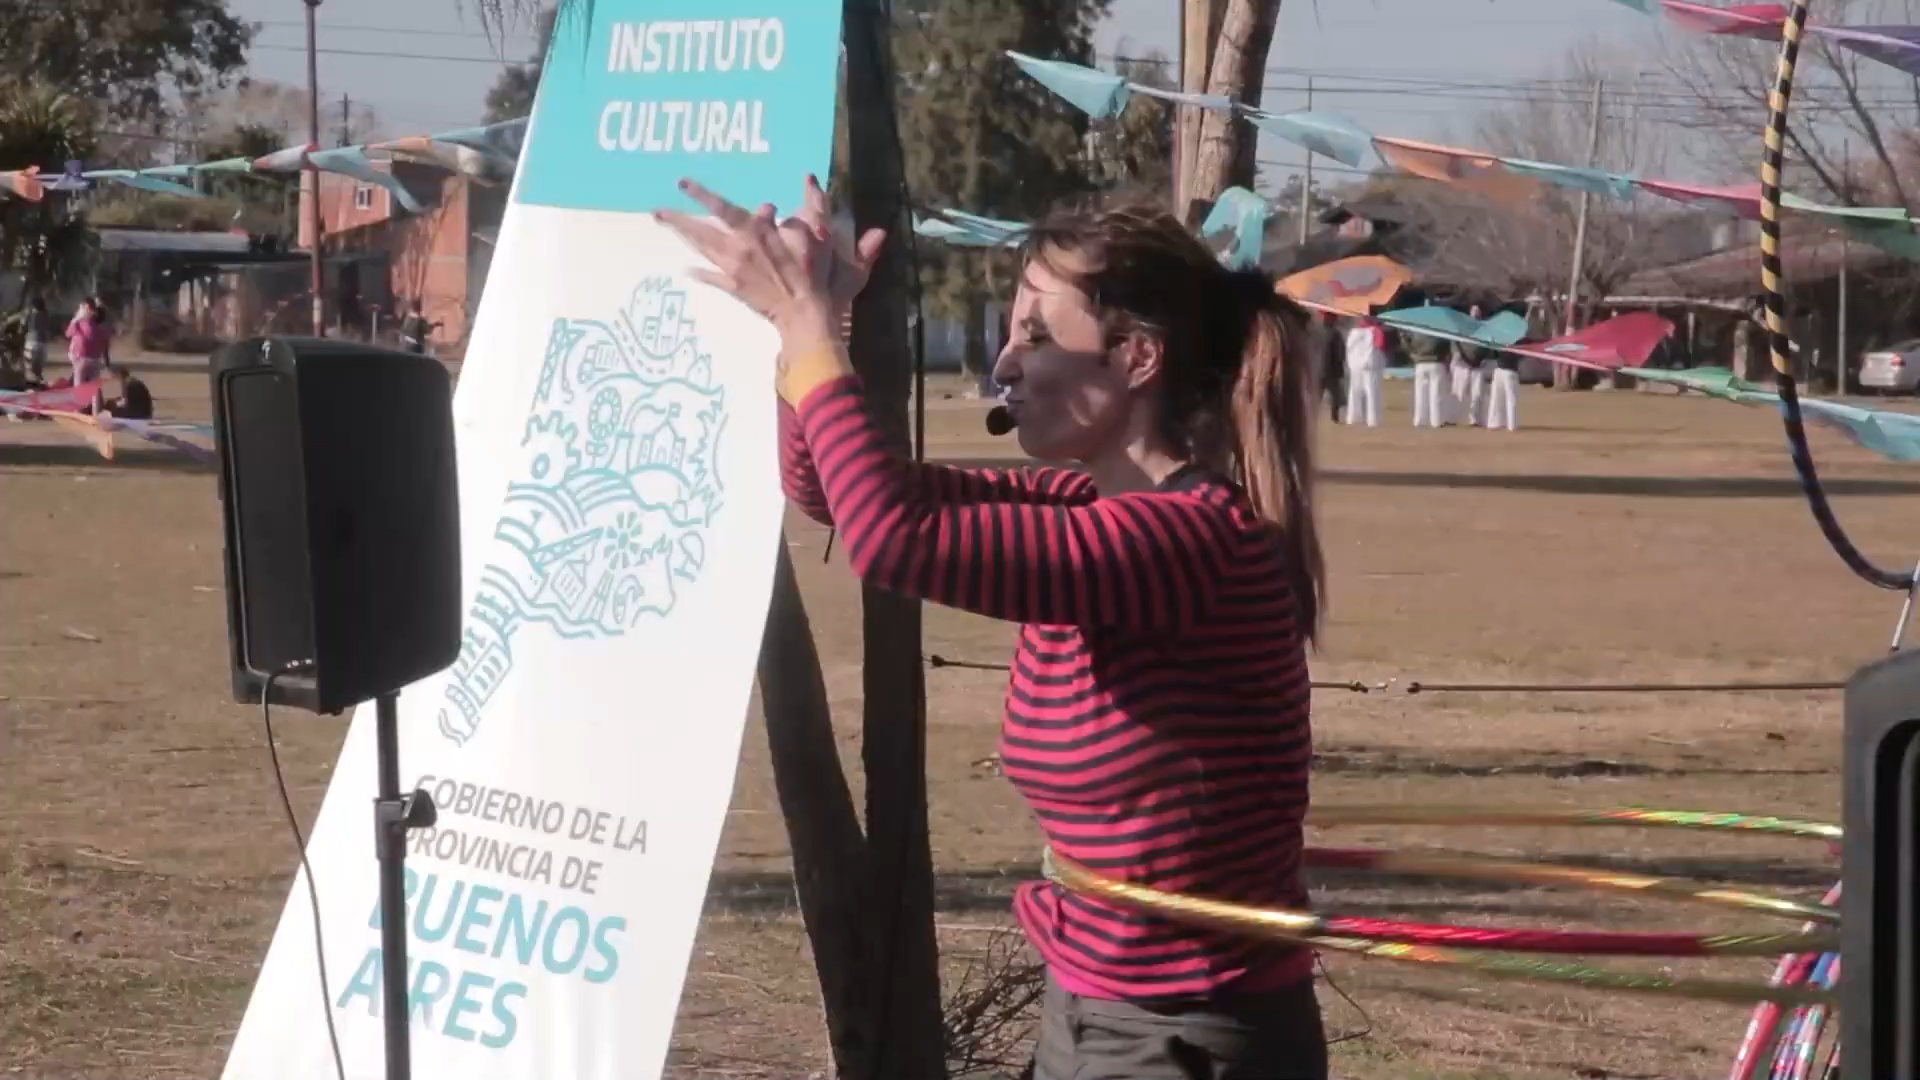 INSTITUTO
CULTURAL
GOBIERNO DE LA
PROVINCIA DE
BUENOS
AIRES